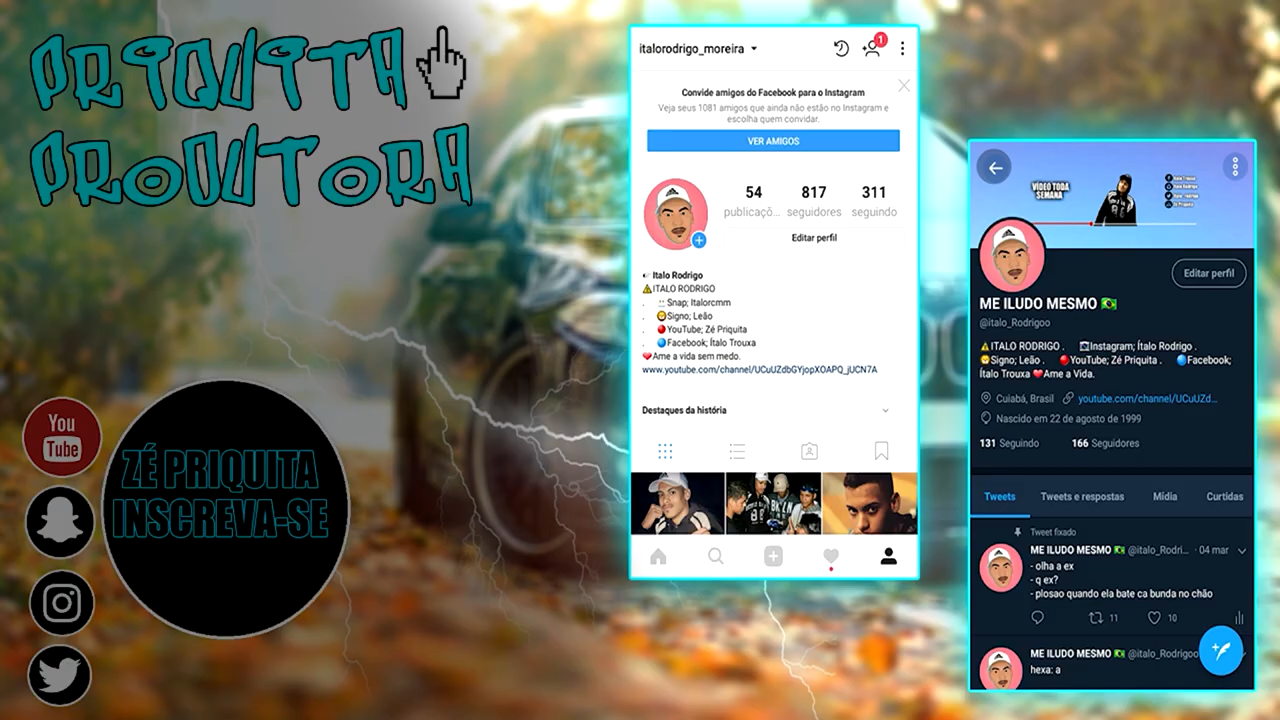 PRIQUITA
PRODUTORA
You
Tube
ZÉ PRIQUITA
INSCREVA-SE
italorodrigo_moreira
1
Convide amigos do Facebook para o Instagram
Veja seus 1081 amigos que ainda não estão no Instagram e
escolha quem convidar.
VER AMIGOS
54 817 311
publicaçõ... seguidores seguindo
Editar perfil
Italo Rodrigo
⚠ITALO RODRIGO
. Snap; Italorcmm
. Signo; Leão
. YouTube; Zé Priquita
. Facebook; Ítalo Trouxa
❤Ame a vida sem medo.
www.youtube.com/channel/UCuUZdbGYjopXOAPQ_jUCN7A
Destaques da história
VÍDEO TODA
SEMANA
Editar perfil
ME ILUDO MESMO 🇧🇷
@italo_Rodrigoo
⚠ITALO RODRIGO . Instagram; Ítalo Rodrigo .
Signo; Leão . YouTube; Zé Priquita . Facebook;
Ítalo Trouxa ❤Ame a Vida.
Cuiabá, Brasil youtube.com/channel/UCuUZd...
Nascido em 22 de agosto de 1999
131 Seguindo 166 Seguidores
Tweets Tweets e respostas Mídia Curtidas
Tweet fixado
ME ILUDO MESMO 🇧🇷 @italo_Rodri... · 04 mar
- olha a ex
- q ex?
- plosao quando ela bate ca bunda no chão
11 10
ME ILUDO MESMO 🇧🇷 @italo_Rodrigoo
hexa: a